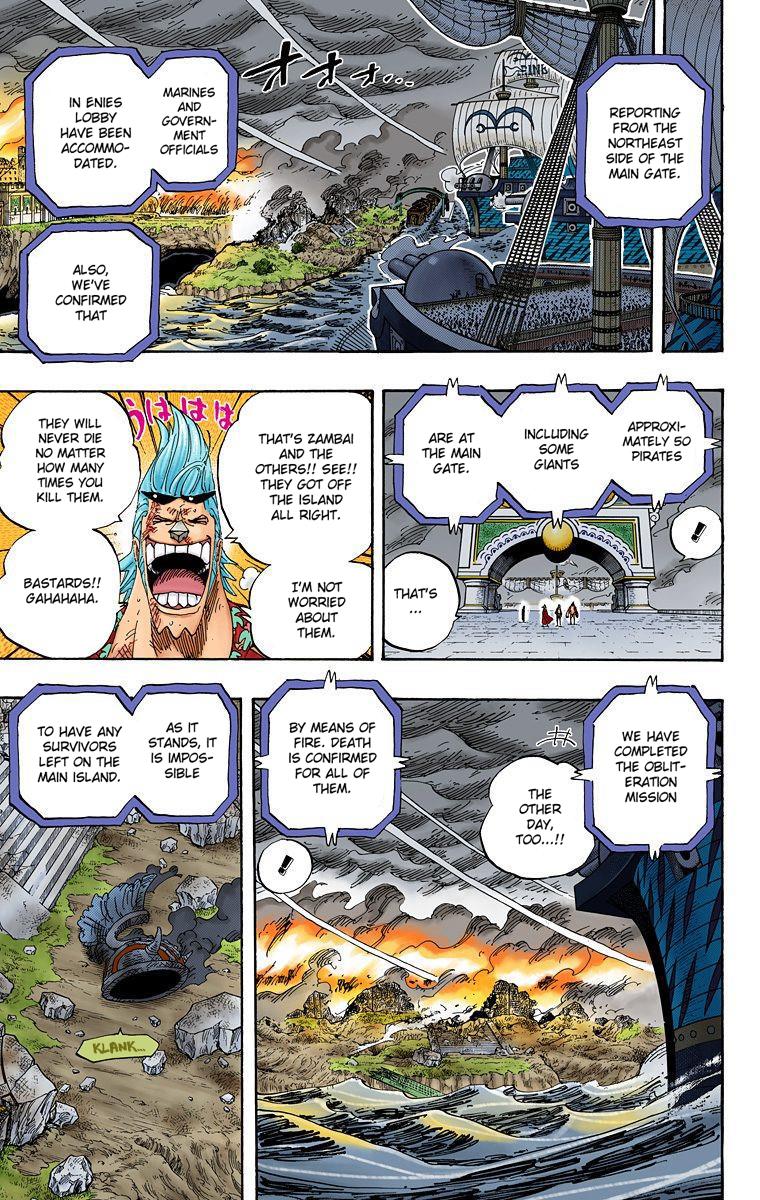 REPORTING
FROM THE
NORTHEAST
SIDE OF THE
MAIN GATE.
オオォ...
MARINES
AND
GOVERN-
MENT
OFFICIALS
IN ENIES
LOBBY
HAVE BEEN
ACCOMMO-
DATED.
ALSO,
WE'VE
CONFIRMED
THAT
APPROXI-
MATELY 50
PIRATES
INCLUDING
SOME
GIANTS
ARE AT
THE MAIN
GATE.
!
THAT'S
...
THAT'S ZAMBAI
AND THE
OTHERS!! SEE!!
THEY GOT OFF
THE ISLAND
ALL RIGHT.
I'M NOT
WORRIED
ABOUT
THEM.
うははは
THEY WILL
NEVER DIE
NO MATTER
HOW MANY
TIMES YOU
KILL THEM.
BASTARDS!!
GAHAHAHA.
WE HAVE
COMPLETED
THE OBLIT-
ERATION
MISSION
THE
OTHER
DAY,
TOO...!!
BY MEANS OF
FIRE. DEATH
IS CONFIRMED
FOR ALL OF
THEM.
!
AS IT
STANDS, IT
IS IMPOS-
SIBLE
TO HAVE ANY
SURVIVORS
LEFT ON THE
MAIN ISLAND.
KLANK...